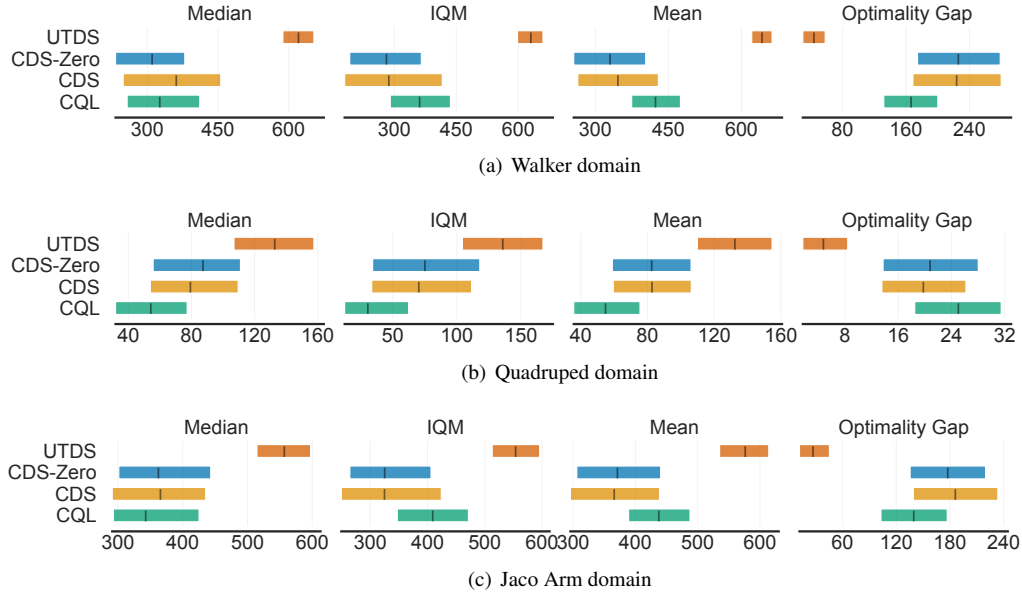 Median IQM Mean Optimality Gap
UTDS
CDS-Zero
CDS
CQL
300 450 600 300 450 600 300 450 600 80 160 240
(a) Walker domain
Median IQM Mean Optimality Gap
UTDS
CDS-Zero
CDS
CQL
40 80 120 160 50 100 150 40 80 120 160 8 16 24 32
(b) Quadruped domain
Median IQM Mean Optimality Gap
UTDS
CDS-Zero
CDS
CQL
300 400 500 600 300 400 500 600 300 400 500 600 60 120 180 240
(c) Jaco Arm domain